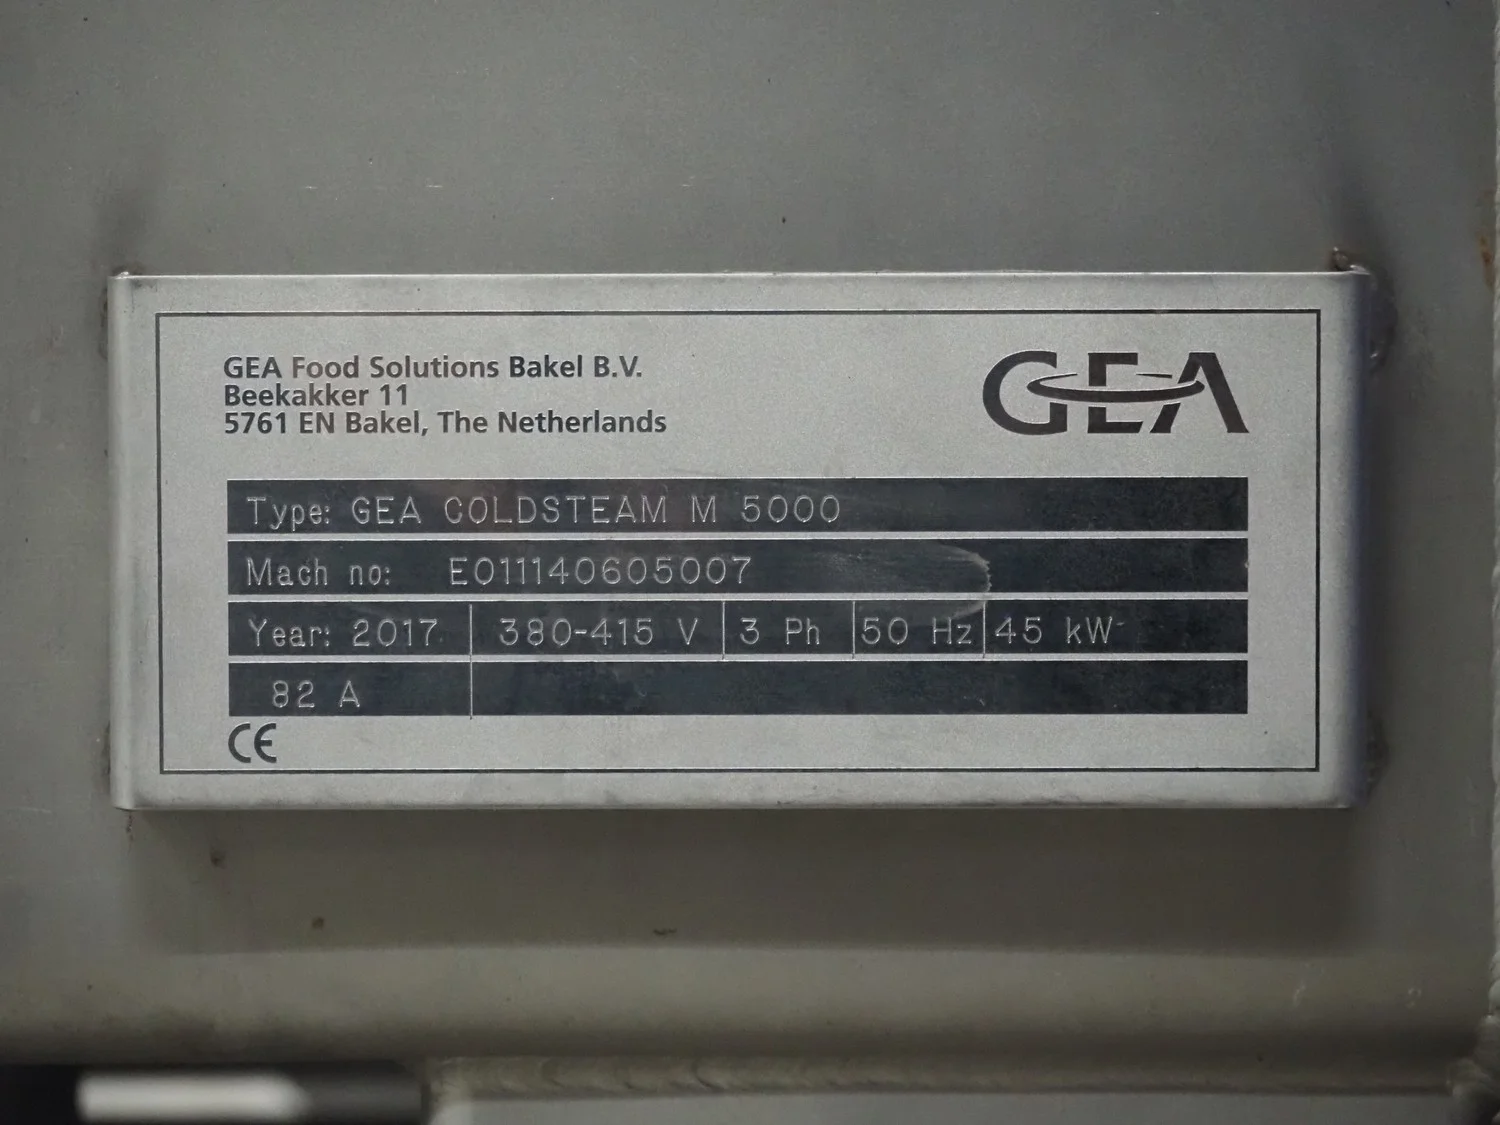 GEA Food Solutions Bakel B.V.
Beekakker 11
5761 EN Bakel, The Netherlands
GEA
Type: GEA COLDSTEAM M 5000
Mach no: E011140605007
Year: 2017 380-415 V 3 Ph 50 Hz 45 kW
82 A
CE